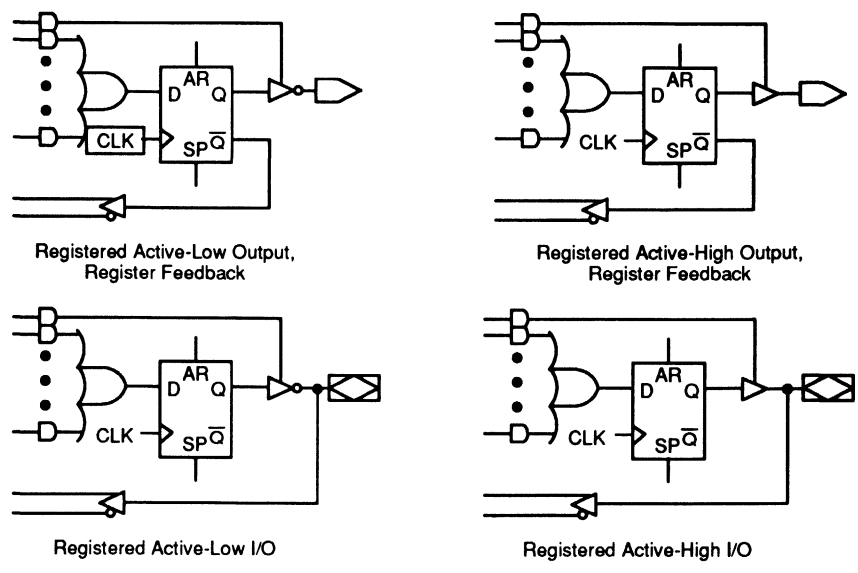 AR
D Q
CLK
SP Q̅
Registered Active-Low Output,
Register Feedback
AR
D Q
CLK
SP Q̅
Registered Active-High Output,
Register Feedback
AR
D Q
CLK
SP Q̅
Registered Active-Low I/O
AR
D Q
CLK
SP Q̅
Registered Active-High I/O